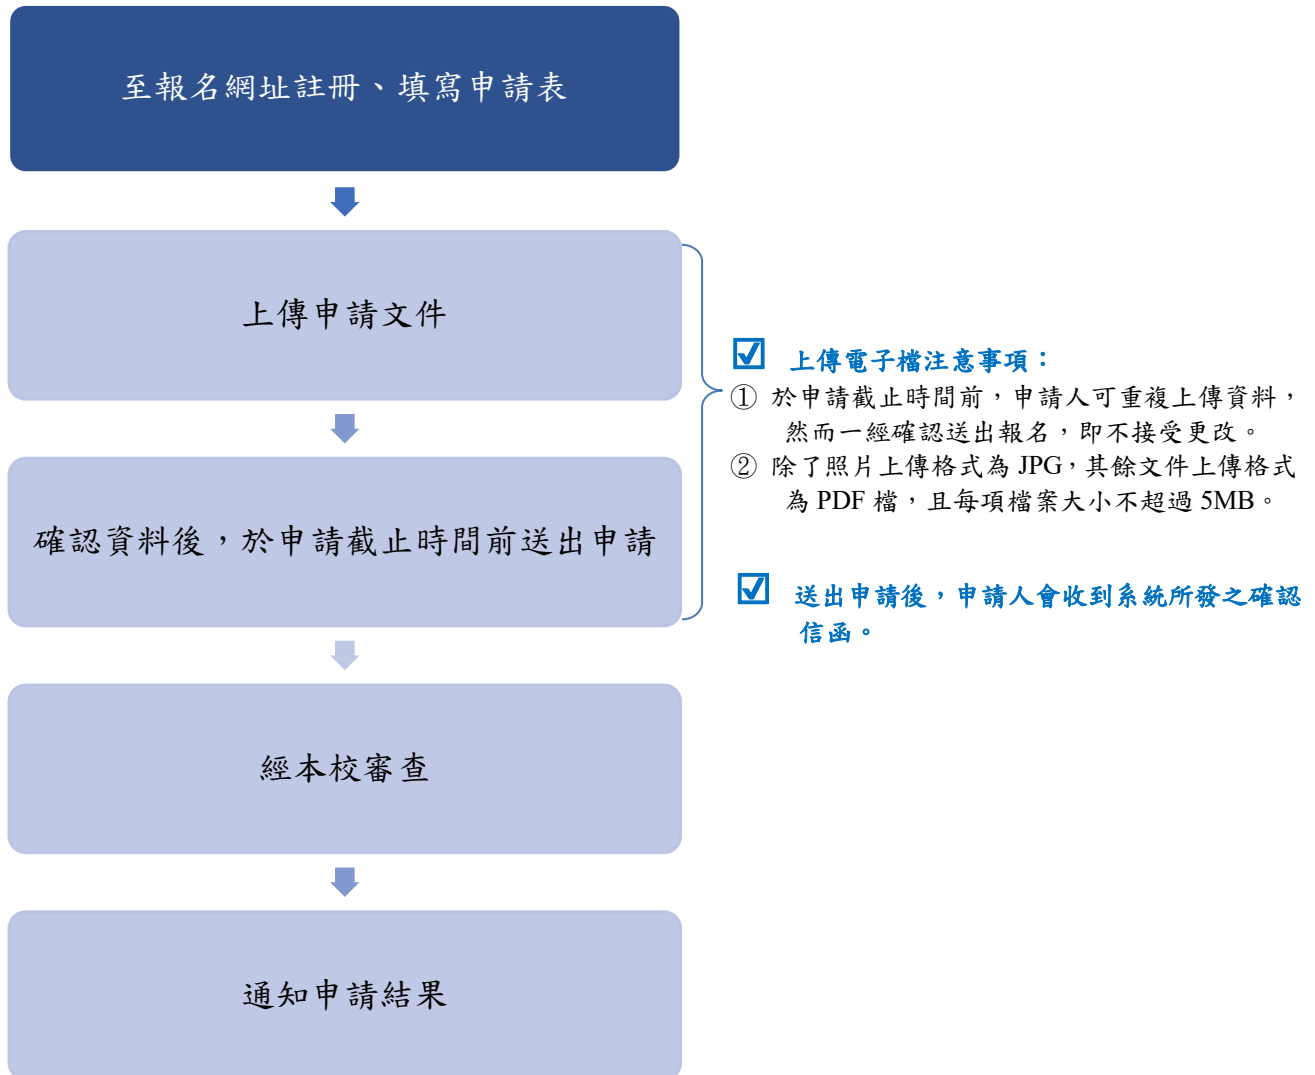 至報名網址註冊、填寫申請表
上傳申請文件
確認資料後，於申請截止時間前送出申請
☑ 上傳電子檔注意事項：
① 於申請截止時間前，申請人可重複上傳資料，
然而一經確認送出報名，即不接受更改。
② 除了照片上傳格式為 JPG，其餘文件上傳格式
為 PDF 檔，且每項檔案大小不超過 5MB。
☑ 送出申請後，申請人會收到系統所發之確認
信函。
經本校審查
通知申請結果